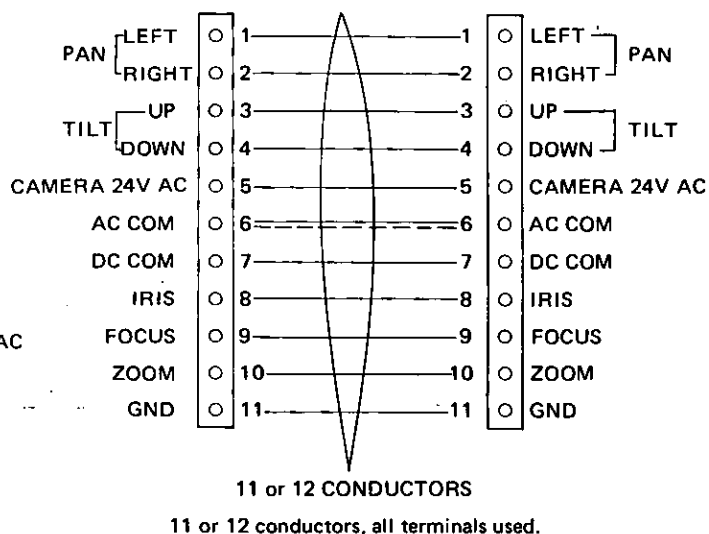 LEFT 1 1 LEFT
PAN PAN
RIGHT 2 2 RIGHT
UP 3 3 UP
TILT TILT
DOWN 4 4 DOWN
CAMERA 24V AC 5 5 CAMERA 24V AC
AC COM 6 6 AC COM
DC COM 7 7 DC COM
IRIS 8 8 IRIS
AC FOCUS 9 9 FOCUS
ZOOM 10 10 ZOOM
GND 11 11 GND
11 or 12 CONDUCTORS
11 or 12 conductors, all terminals used.